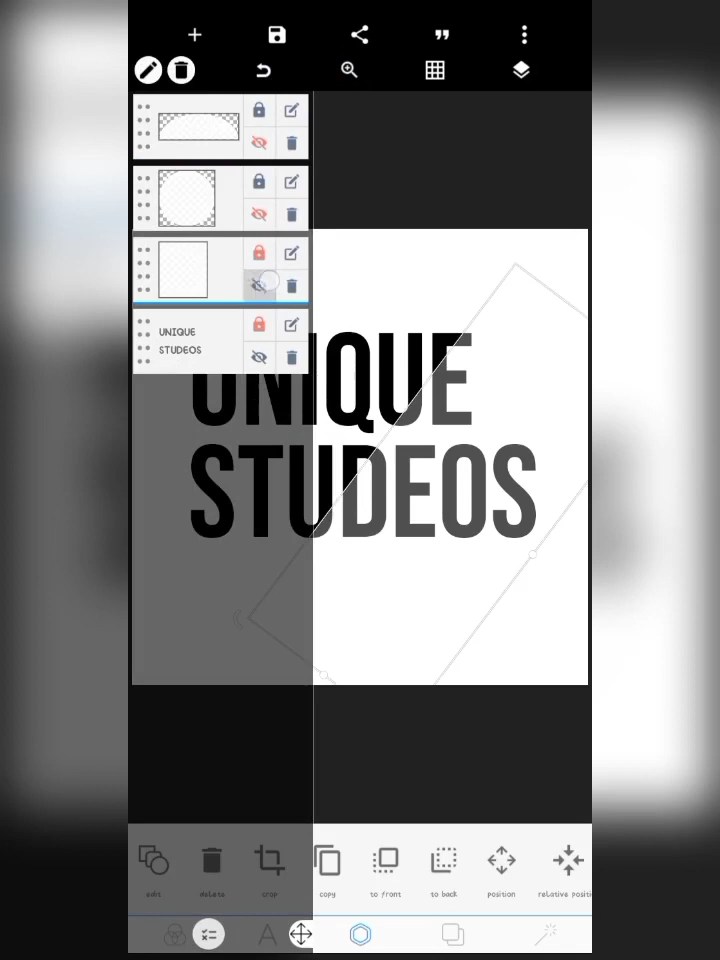 UNIQUE
STUDEOS
UNIQUE
STUDEOS
edit
delete
crop
copy
to front
to back
position
relative positi